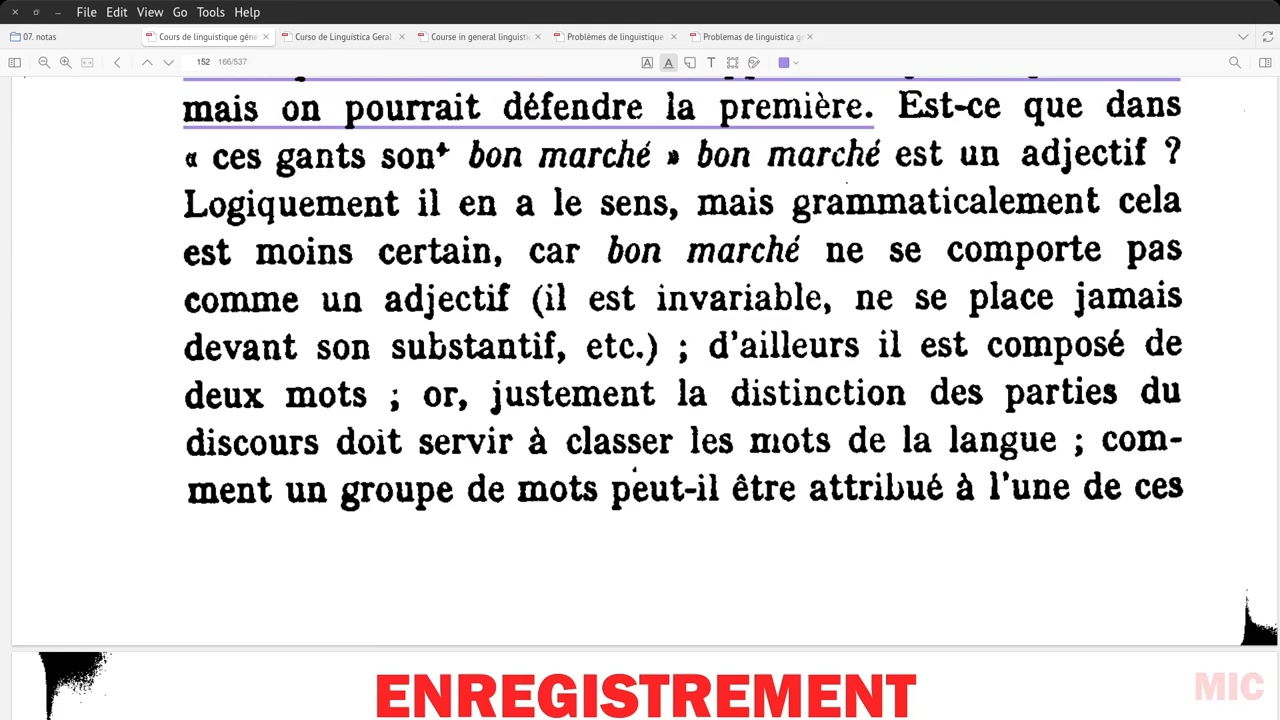 File Edit View Go Tools Help
07. notas
Cours de linguistique géné
Curso de Linguística Geral
Course in general linguisti
Problèmes de linguistique
Problemas de linguistica g
152 166/537
mais on pourrait défendre la première. Est-ce que dans
« ces gants son⁺ bon marché » bon marché est un adjectif ?
Logiquement il en a le sens, mais grammaticalement cela
est moins certain, car bon marché ne se comporte pas
comme un adjectif (il est invariable, ne se place jamais
devant son substantif, etc.) ; d'ailleurs il est composé de
deux mots ; or, justement la distinction des parties du
discours doit servir à classer les mots de la langue ; com-
ment un groupe de mots peut-il être attribué à l'une de ces
ENREGISTREMENT
MIC